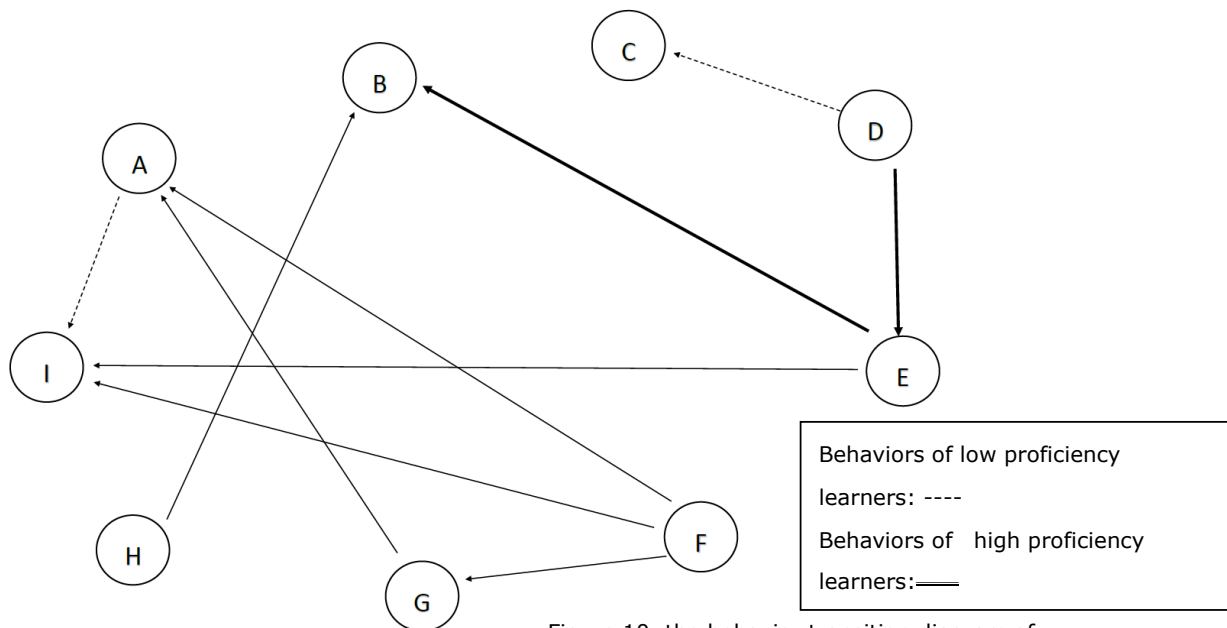 C
B
D
A
I
E
Behaviors of low proficiency
learners: ----
Behaviors of high proficiency
learners:
F
H
G